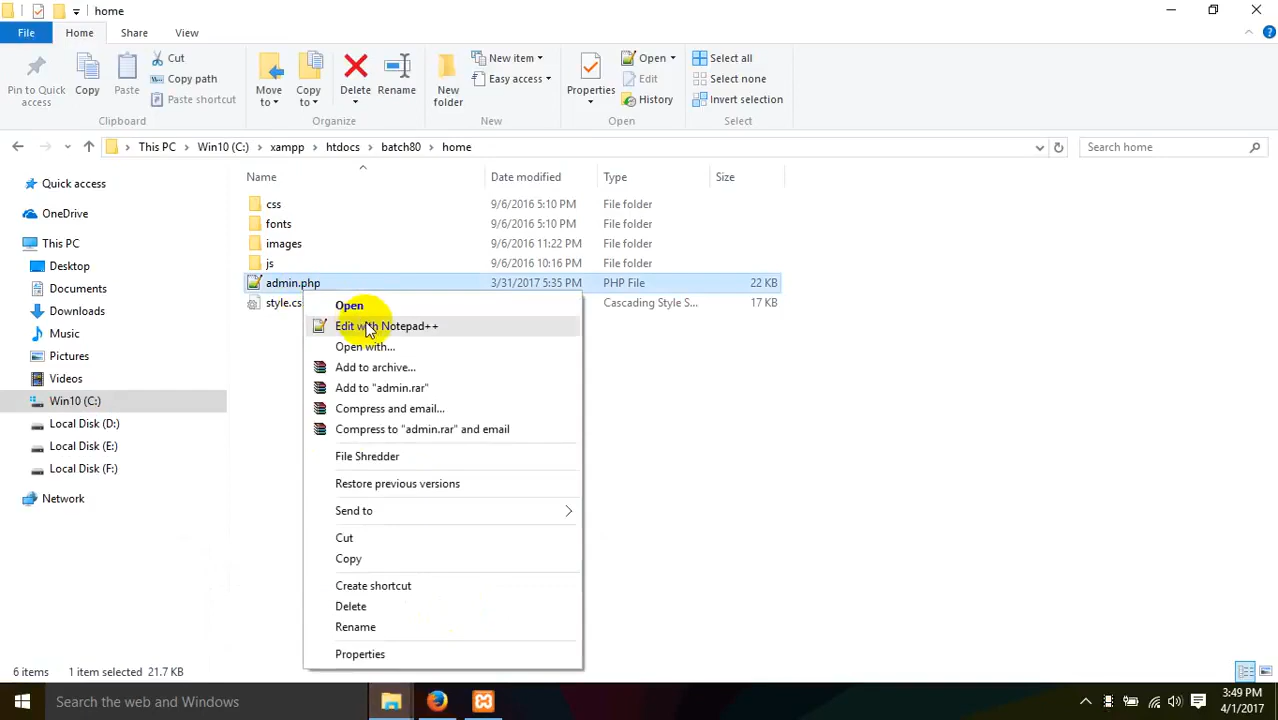 home
File Home Share View
Pin to Quick access
Copy
Paste
Cut
Copy path
Paste shortcut
Clipboard
Move to
Copy to
Delete
Rename
Organize
New folder
New item
Easy access
New
Properties
Open
Edit
History
Open
Select all
Select none
Invert selection
Select
This PC Win10 (C:) xampp htdocs batch80 home
Search home
Name Date modified Type Size
Quick access
OneDrive
This PC
Desktop
Documents
Downloads
Music
Pictures
Videos
Win10 (C:)
Local Disk (D:)
Local Disk (E:)
Local Disk (F:)
Network
css 9/6/2016 5:10 PM File folder
fonts 9/6/2016 5:10 PM File folder
images 9/6/2016 11:22 PM File folder
js 9/6/2016 10:16 PM File folder
admin.php 3/31/2017 5:35 PM PHP File 22 KB
style.cs Cascading Style S... 17 KB
Open
Edit with Notepad++
Open with...
Add to archive...
Add to "admin.rar"
Compress and email...
Compress to "admin.rar" and email
File Shredder
Restore previous versions
Send to
Cut
Copy
Create shortcut
Delete
Rename
Properties
6 items 1 item selected 21.7 KB
Search the web and Windows
3:49 PM
4/1/2017